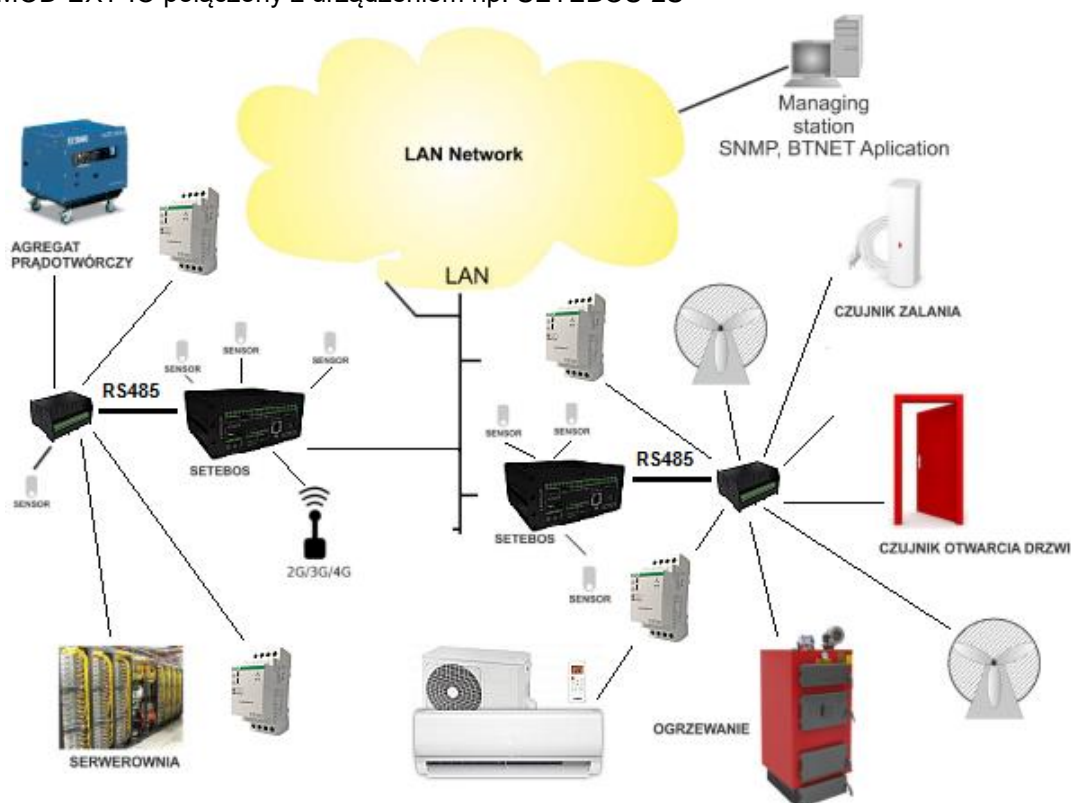 MOD-EXT-IO połączony z urządzeniem np. SETEBOS-ES
Managing
station
SNMP, BTNET Aplication
LAN Network
AGREGAT
PRĄDOTWÓRCZY
LAN
CZUJNIK ZALANIA
SENSOR
SENSOR
SENSOR
RS485
SETEBOS
SENSOR
SENSOR
SENSOR
RS485
SETEBOS
SENSOR
2G/3G/4G
CZUJNIK OTWARCIA DRZWI
SENSOR
SERWEROWNIA
OGRZEWANIE